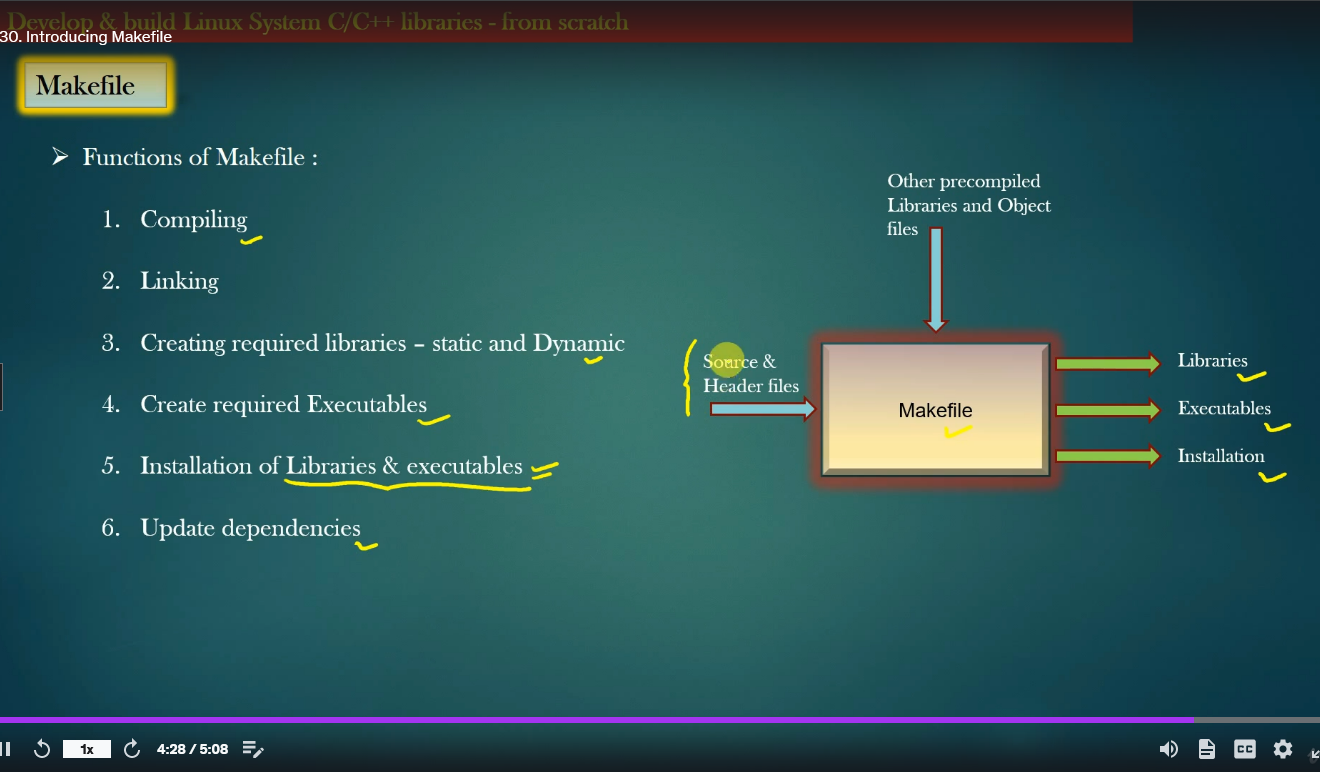 Develop & build Linux System C/C++ libraries - from scratch
30. Introducing Makefile
Makefile
➢ Functions of Makefile :
1. Compiling
2. Linking
3. Creating required libraries – static and Dynamic
4. Create required Executables
5. Installation of Libraries & executables
6. Update dependencies
Other precompiled
Libraries and Object
files
Source &
Header files
Makefile
Libraries
Executables
Installation
1x
4:28 / 5:08
CC